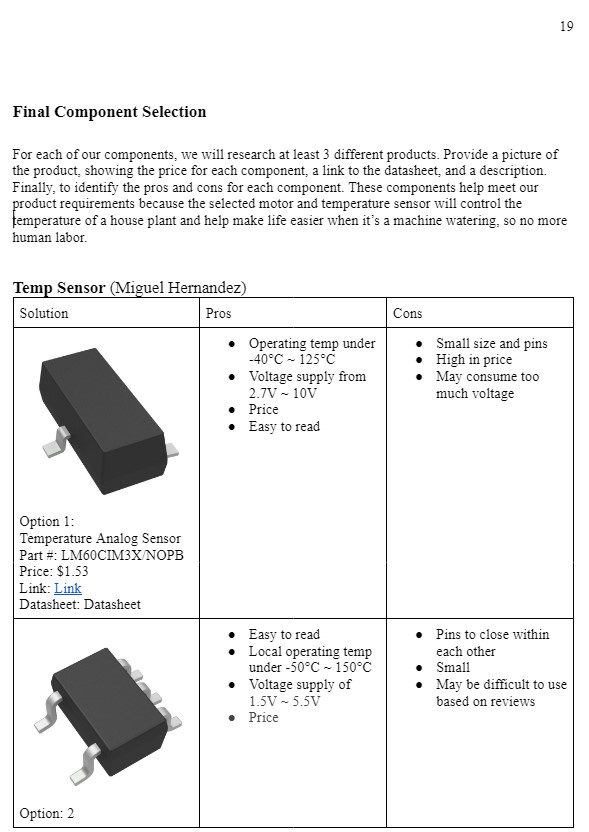 19
Final Component Selection
For each of our components, we will research at least 3 different products. Provide a picture of
the product, showing the price for each component, a link to the datasheet, and a description.
Finally, to identify the pros and cons for each component. These components help meet our
product requirements because the selected motor and temperature sensor will control the
temperature of a house plant and help make life easier when it’s a machine watering, so no more
human labor.
Temp Sensor (Miguel Hernandez)
Solution
Pros
Cons
Option 1:
Temperature Analog Sensor
Part #: LM60CIM3X/NOPB
Price: $1.53
Link: Link
Datasheet: Datasheet
● Operating temp under
-40°C ~ 125°C
● Voltage supply from
2.7V ~ 10V
● Price
● Easy to read
● Small size and pins
● High in price
● May consume too
much voltage
Option: 2
● Easy to read
● Local operating temp
under -50°C ~ 150°C
● Voltage supply of
1.5V ~ 5.5V
● Price
● Pins to close within
each other
● Small
● May be difficult to use
based on reviews